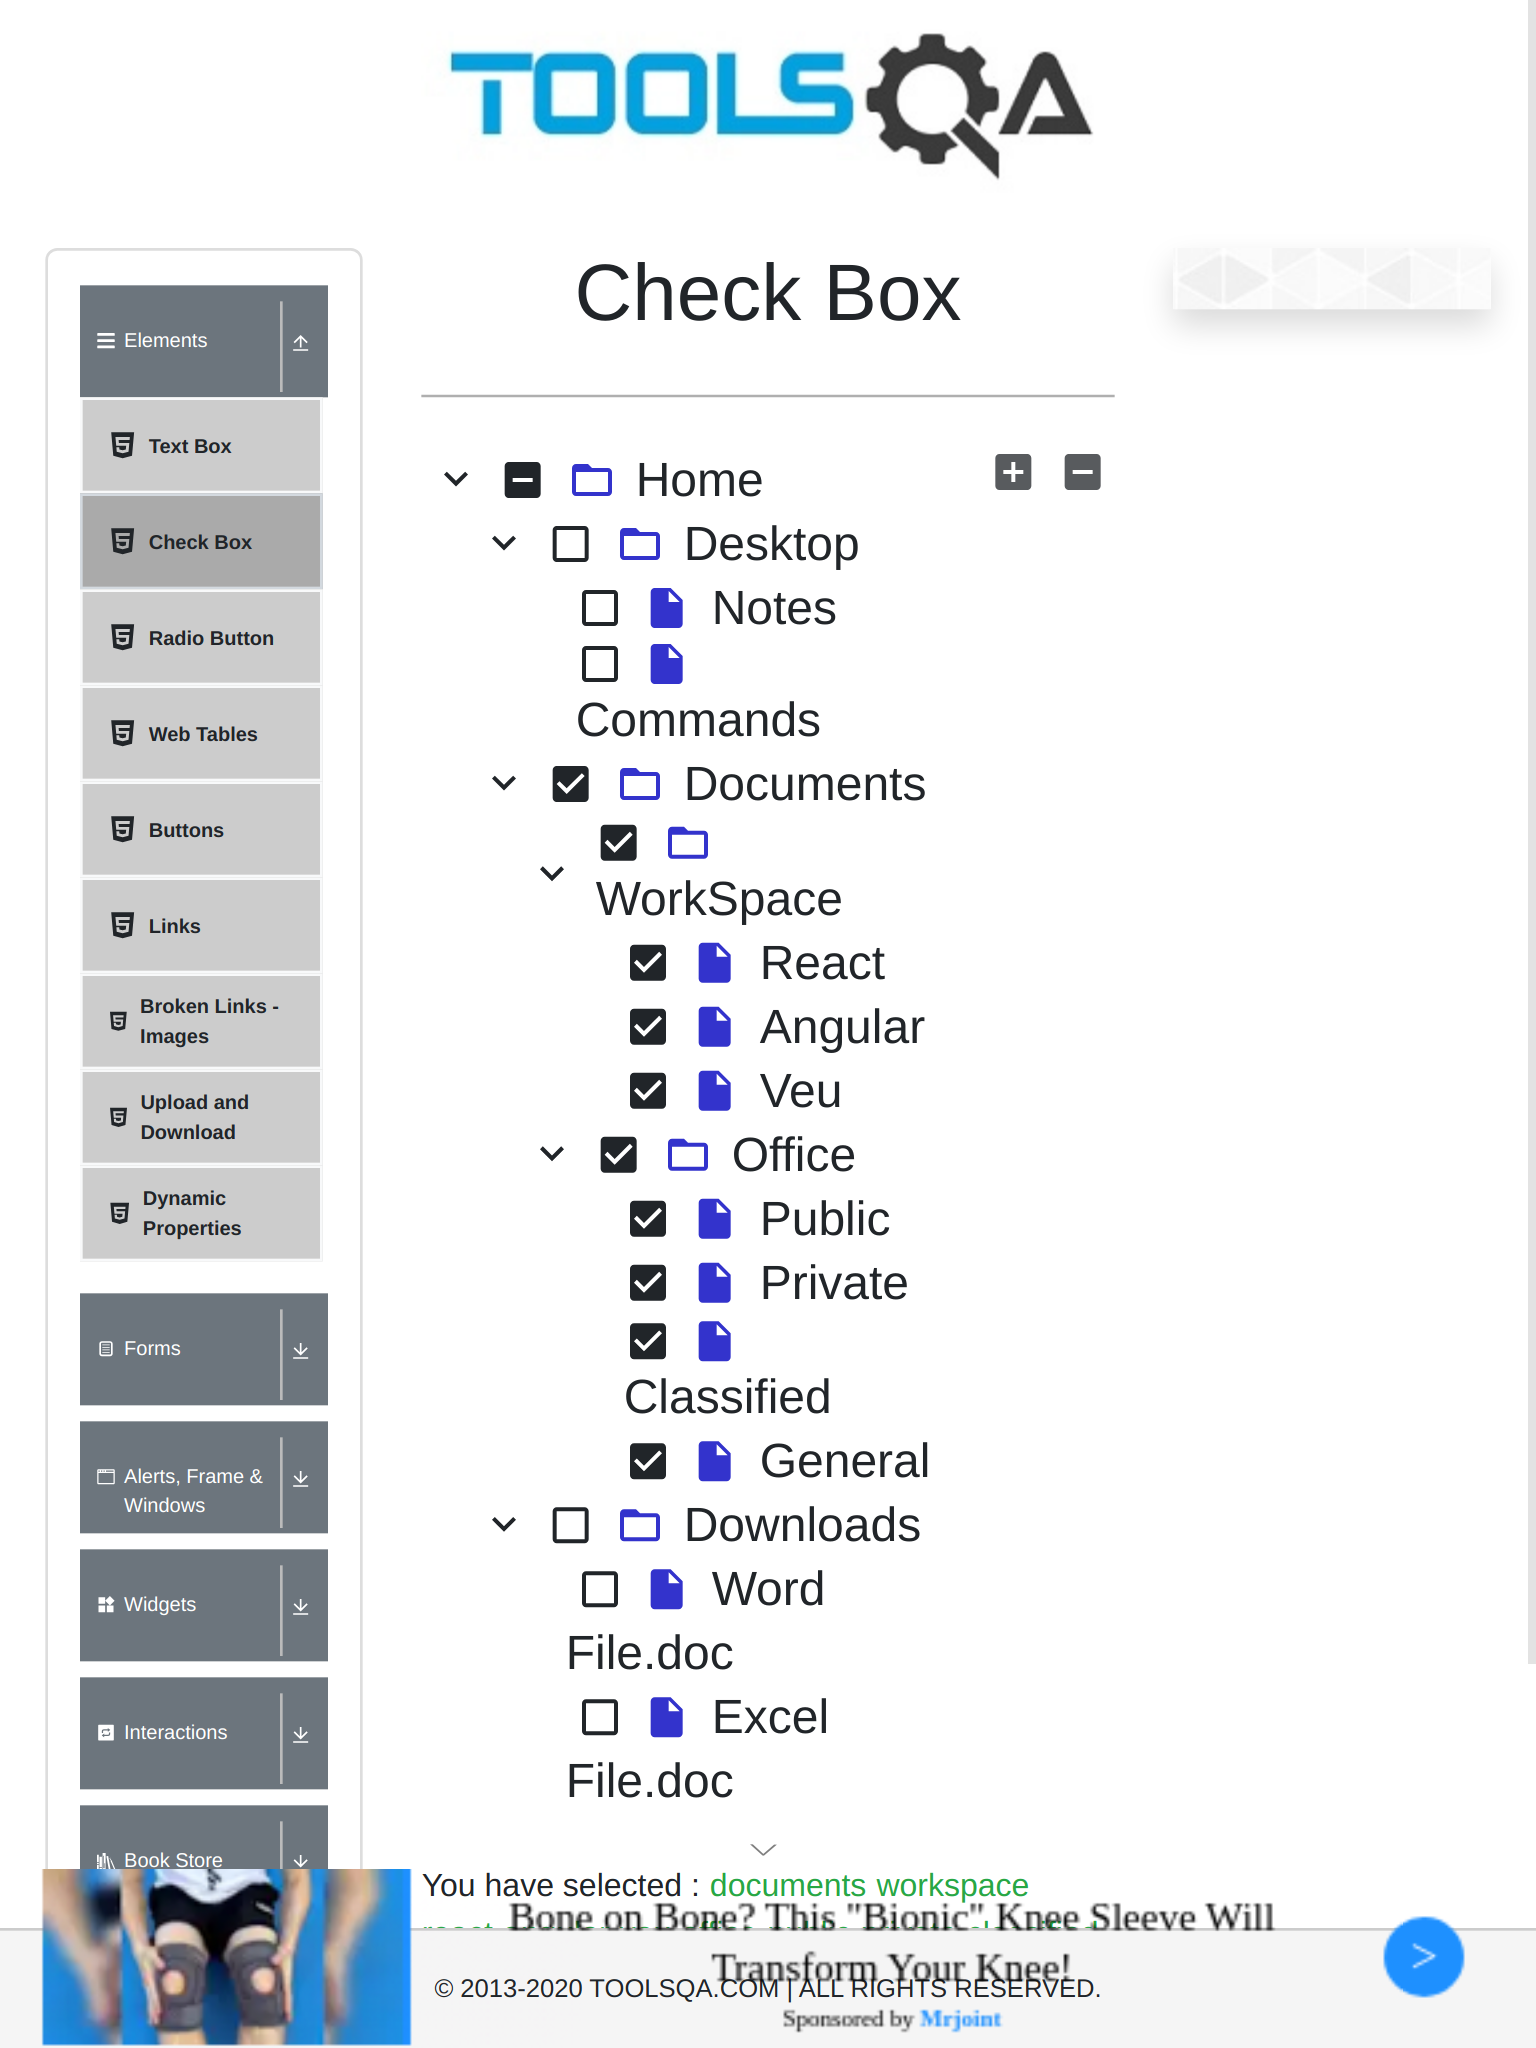 TOOLSQA
Check Box
Elements
Text Box
Check Box
Radio Button
Web Tables
Buttons
Links
Broken Links -
Images
Upload and
Download
Dynamic
Properties
Forms
Alerts, Frame &
Windows
Widgets
Interactions
Book Store
Home
Desktop
Notes
Commands
Documents
WorkSpace
React
Angular
Veu
Office
Public
Private
Classified
General
Downloads
Word
File.doc
Excel
File.doc
You have selected : documents workspace
Bone on Bone? This "Bionic" Knee Sleeve Will
Transform Your Knee!
© 2013-2020 TOOLSQA.COM | ALL RIGHTS RESERVED.
Sponsored by Mrjoint